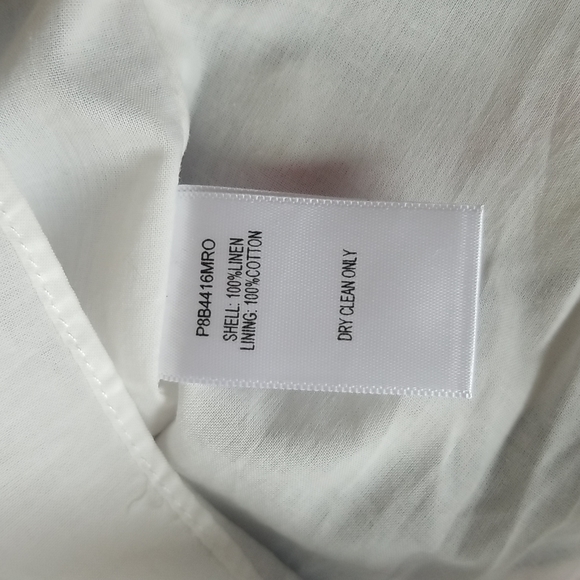 P8B4416MRO
SHELL: 100%LINEN
LINING: 100%COTTON
DRY CLEAN ONLY